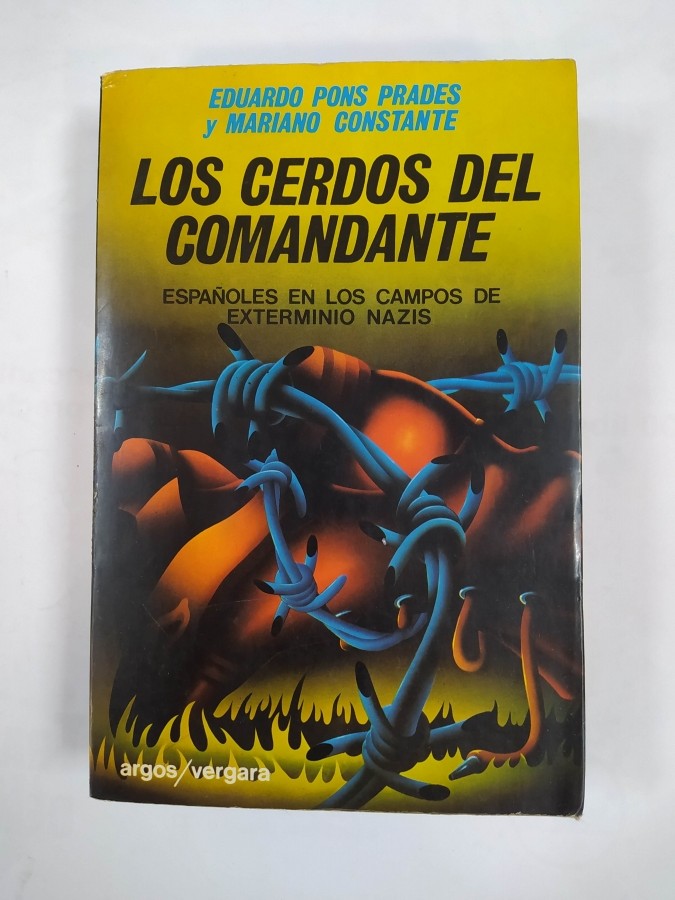 EDUARDO PONS PRADES
y MARIANO CONSTANTE
LOS CERDOS DEL
COMANDANTE
ESPAÑOLES EN LOS CAMPOS DE
EXTERMINIO NAZIS
argos/vergara